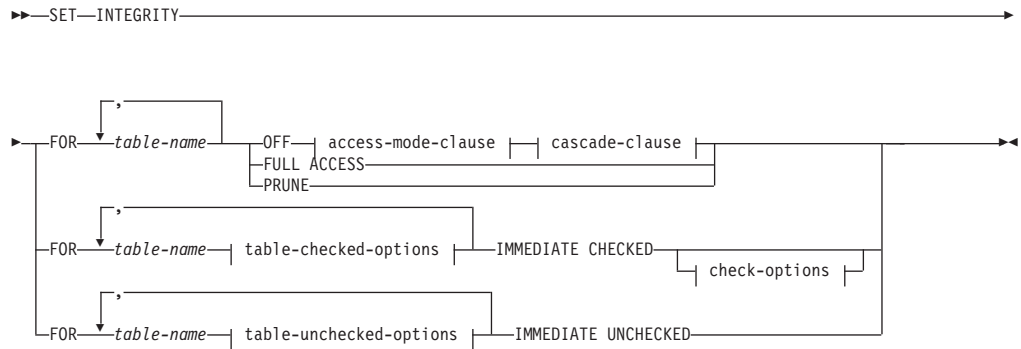 SET INTEGRITY
,
FOR table-name OFF access-mode-clause cascade-clause
FULL ACCESS
PRUNE
,
FOR table-name table-checked-options IMMEDIATE CHECKED
check-options
,
FOR table-name table-unchecked-options IMMEDIATE UNCHECKED